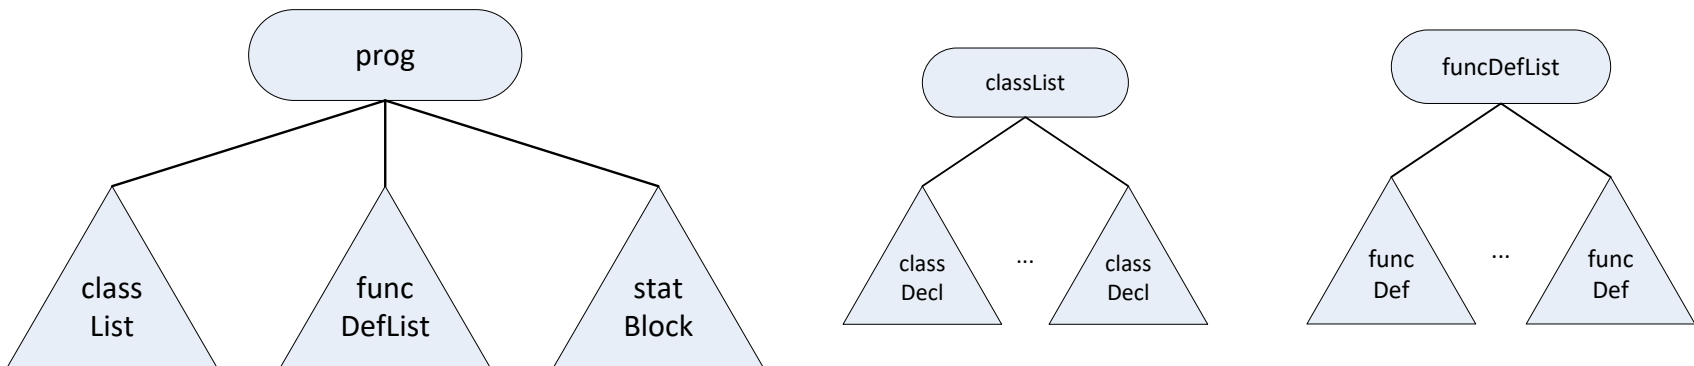 prog
class
List
func
DefList
stat
Block
classList
class
Decl
...
class
Decl
funcDefList
func
Def
...
func
Def